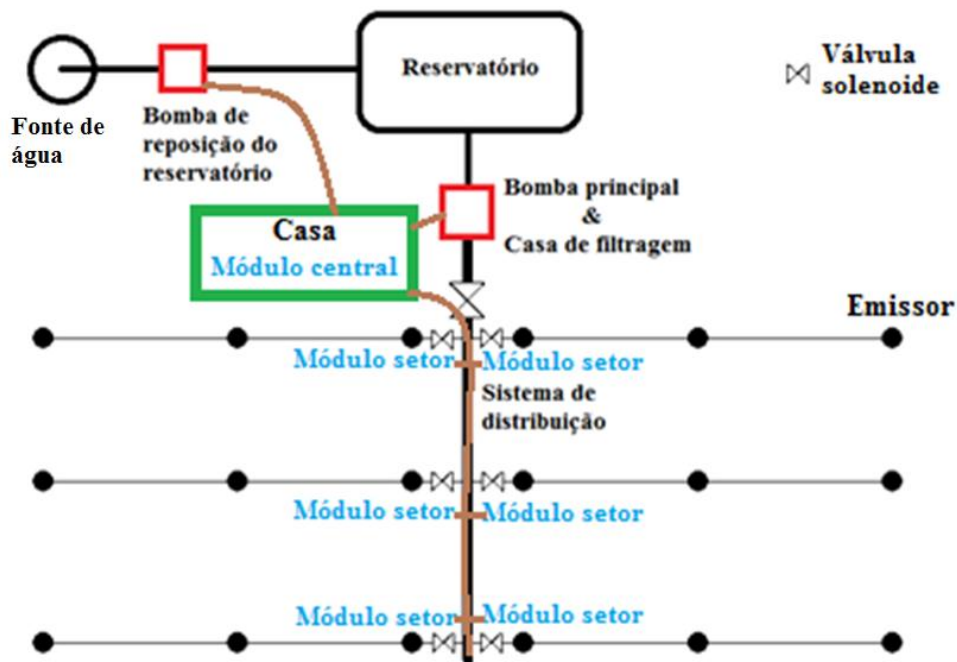 Reservatório
Válvula
solenoide
Fonte de
água
Bomba de
reposição do
reservatório
Bomba principal
&
Casa de filtragem
Casa
Módulo central
Emissor
Módulo setor
Módulo setor
Sistema de
distribuição
Módulo setor
Módulo setor
Módulo setor
Módulo setor